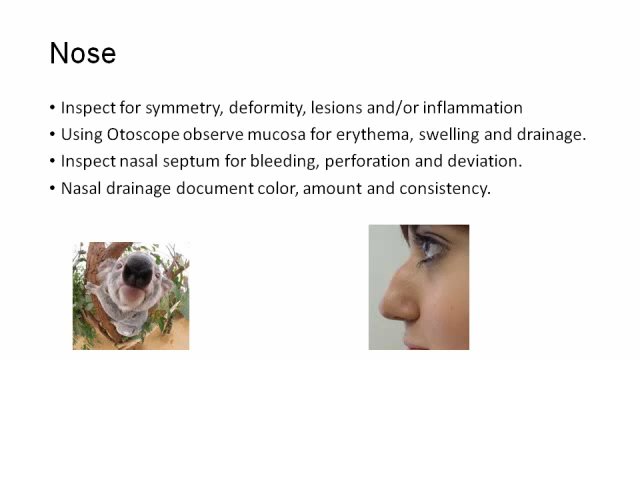 Nose
• Inspect for symmetry, deformity, lesions and/or inflammation
• Using Otoscope observe mucosa for erythema, swelling and drainage.
• Inspect nasal septum for bleeding, perforation and deviation.
• Nasal drainage document color, amount and consistency.